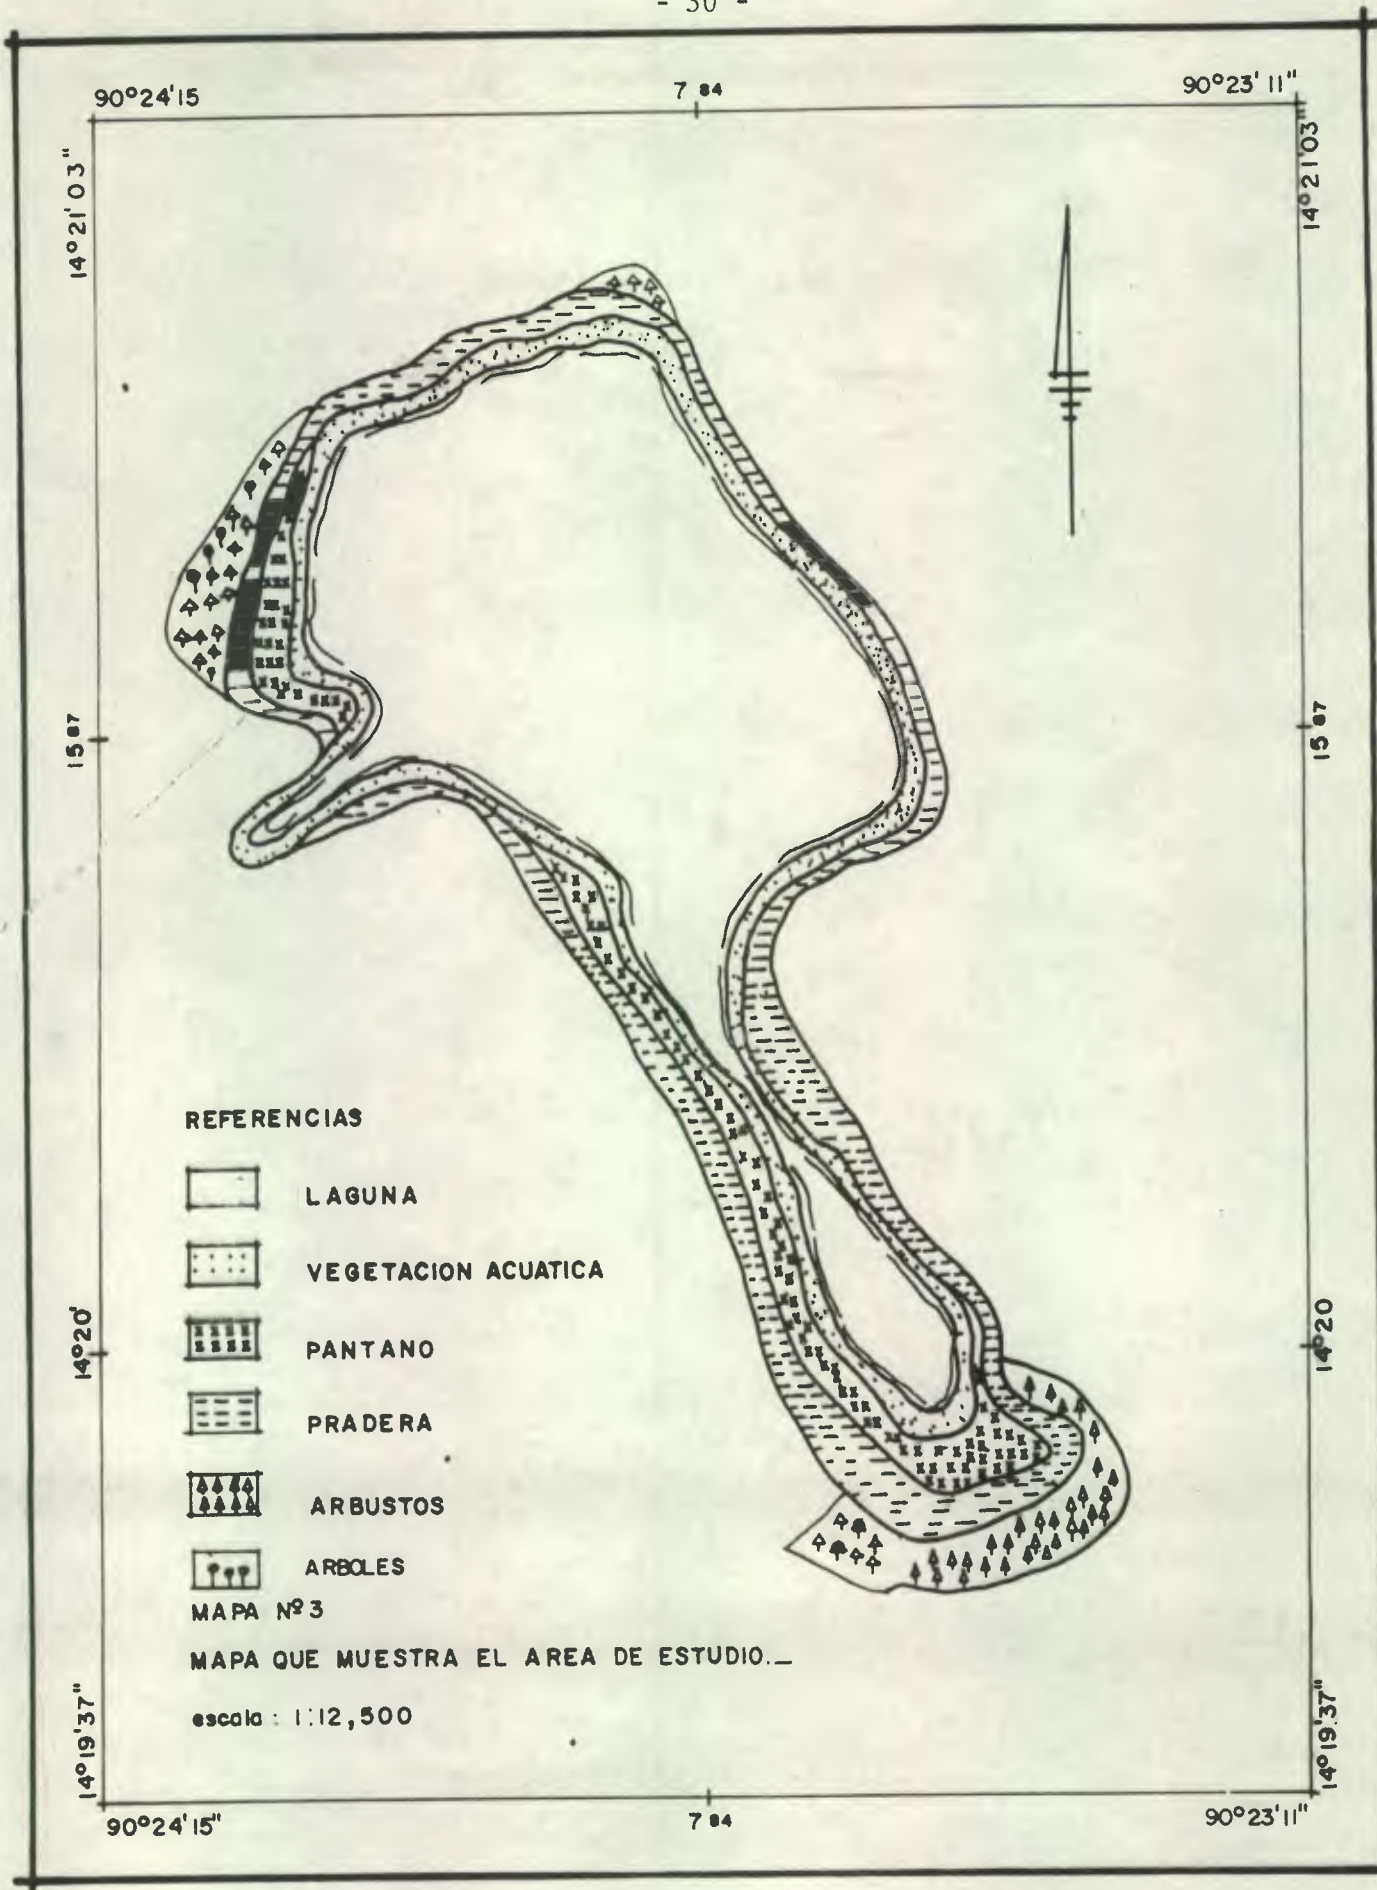 - 30 -
90°24'15 7 84 90°23'11"
14°21'03" 14°21'03"
15 87 15 87
14°20' 14°20
REFERENCIAS
LAGUNA
VEGETACION ACUATICA
PANTANO
PRADERA
ARBUSTOS
ARBOLES
MAPA Nº 3
MAPA QUE MUESTRA EL AREA DE ESTUDIO._
escala : 1:12,500
14°19'37" 14°19'.37"
90°24'15" 7 84 90°23'11"